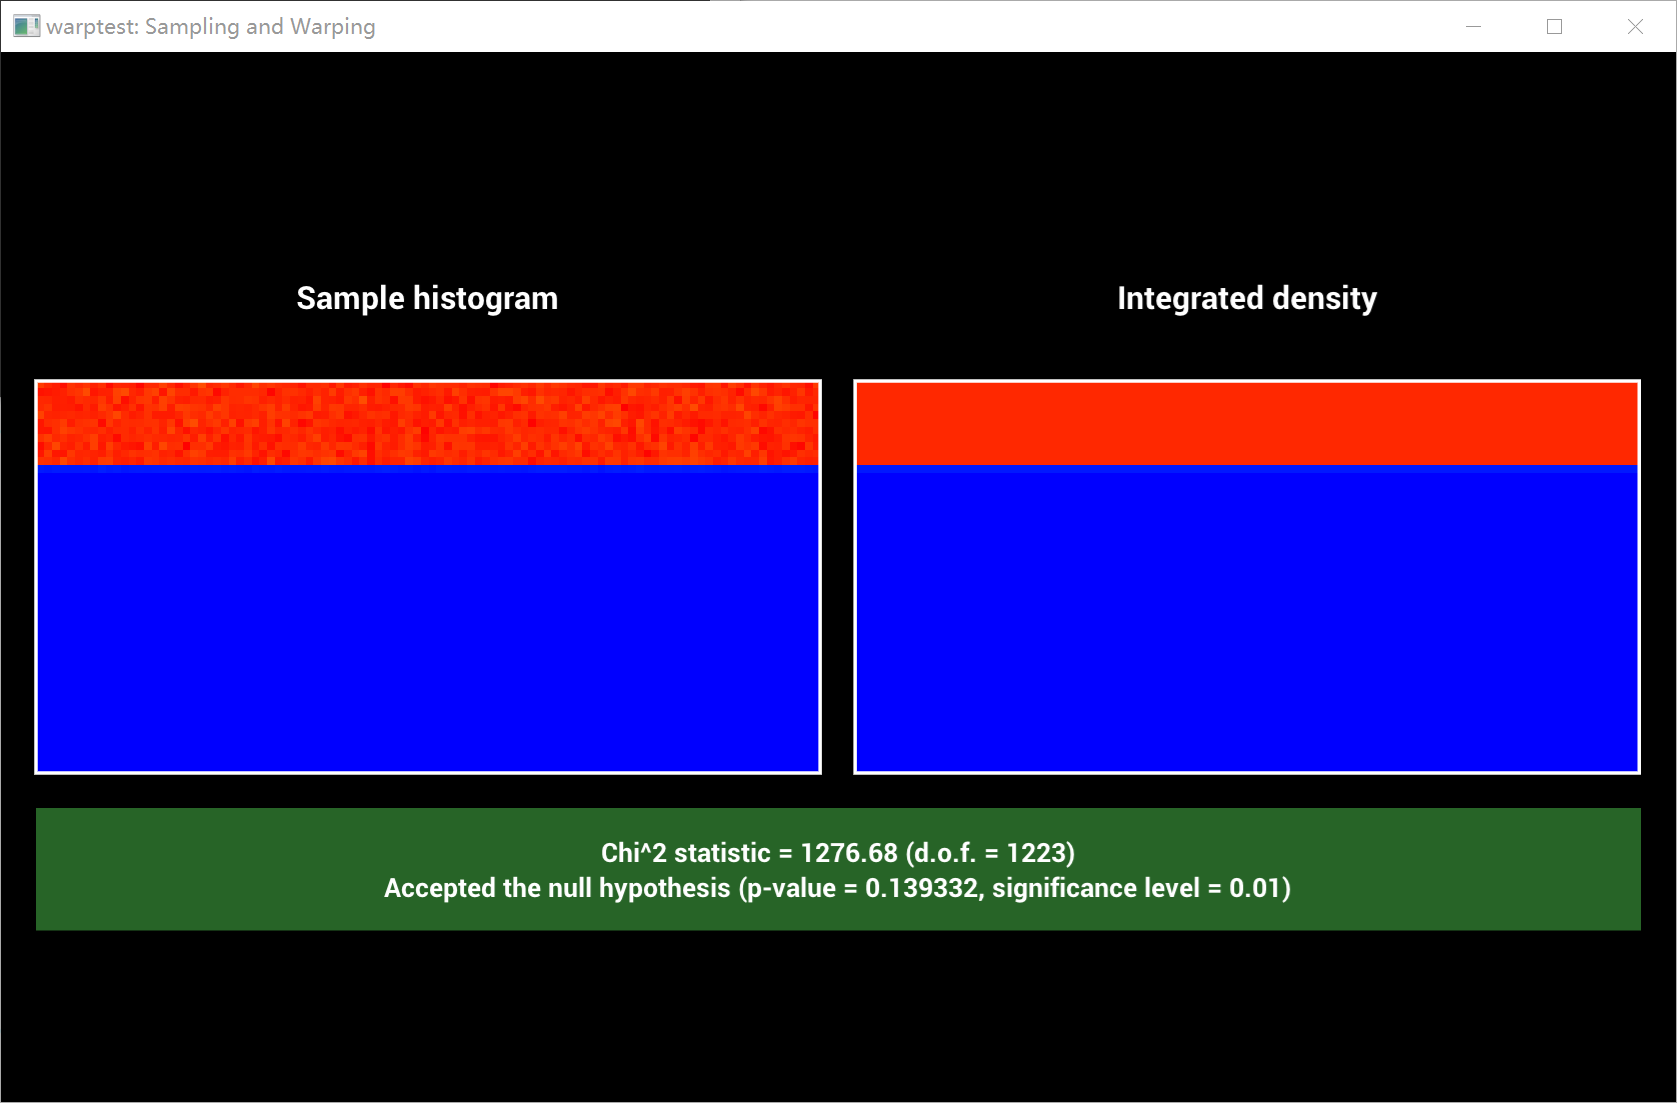 warptest: Sampling and Warping
Sample histogram
Integrated density
Chi^2 statistic = 1276.68 (d.o.f. = 1223)
Accepted the null hypothesis (p-value = 0.139332, significance level = 0.01)